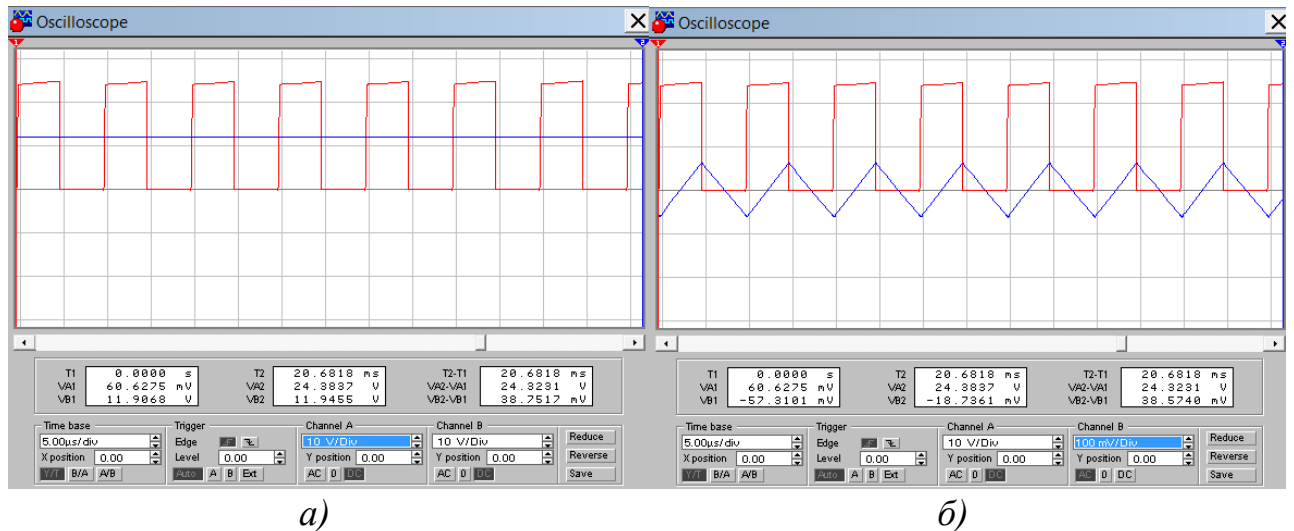 Oscilloscope
1
2
T1 0.0000 s T2 20.6818 ms T2-T1 20.6818 ms
VA1 60.6275 mV VA2 24.3837 V VA2-VA1 24.3231 V
VB1 11.9068 V VB2 11.9455 V VB2-VB1 38.7517 mV
Time base Trigger Channel A Channel B
5.00µs/div Edge 10 V/Div 10 V/Div Reduce
X position 0.00 Level 0.00 Y position 0.00 Y position 0.00 Reverse
Y/T B/A A/B Auto A B Ext AC 0 DC AC 0 DC Save
а)
Oscilloscope
1
2
T1 0.0000 s T2 20.6818 ms T2-T1 20.6818 ms
VA1 60.6275 mV VA2 24.3837 V VA2-VA1 24.3231 V
VB1 -57.3101 mV VB2 -18.7361 mV VB2-VB1 38.5740 mV
Time base Trigger Channel A Channel B
5.00µs/div Edge 10 V/Div 100 mV/Div Reduce
X position 0.00 Level 0.00 Y position 0.00 Y position 0.00 Reverse
Y/T B/A A/B Auto A B Ext AC 0 DC AC 0 DC Save
б)